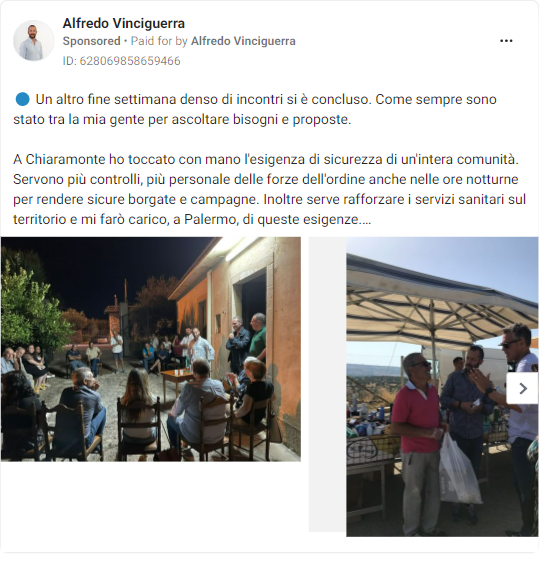 Alfredo Vinciguerra
Sponsored • Paid for by Alfredo Vinciguerra
ID: 628069858659466
Un altro fine settimana denso di incontri si è concluso. Come sempre sono
stato tra la mia gente per ascoltare bisogni e proposte.
A Chiaramonte ho toccato con mano l'esigenza di sicurezza di un'intera comunità.
Servono più controlli, più personale delle forze dell'ordine anche nelle ore notturne
per rendere sicure borgate e campagne. Inoltre serve rafforzare i servizi sanitari sul
territorio e mi farò carico, a Palermo, di queste esigenze....